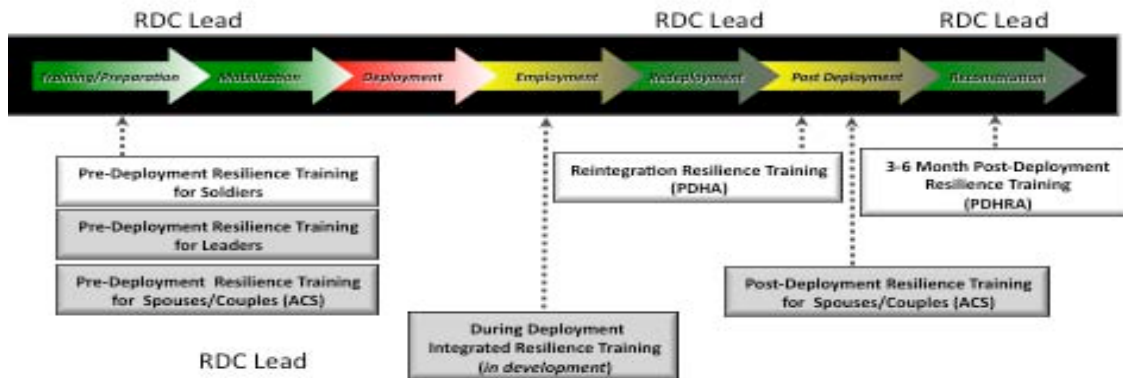 RDC Lead
RDC Lead
RDC Lead
Training/Preparation
Mobilization
Deployment
Employment
Redeployment
Post Deployment
Reconstitution
Pre-Deployment Resilience Training
for Soldiers
Pre-Deployment Resilience Training
for Leaders
Pre-Deployment Resilience Training
for Spouses/Couples (ACS)
RDC Lead
During Deployment
Integrated Resilience Training
(in development)
Reintegration Resilience Training
(PDHA)
Post-Deployment Resilience Training
for Spouses/Couples (ACS)
3-6 Month Post-Deployment
Resilience Training
(PDHRA)